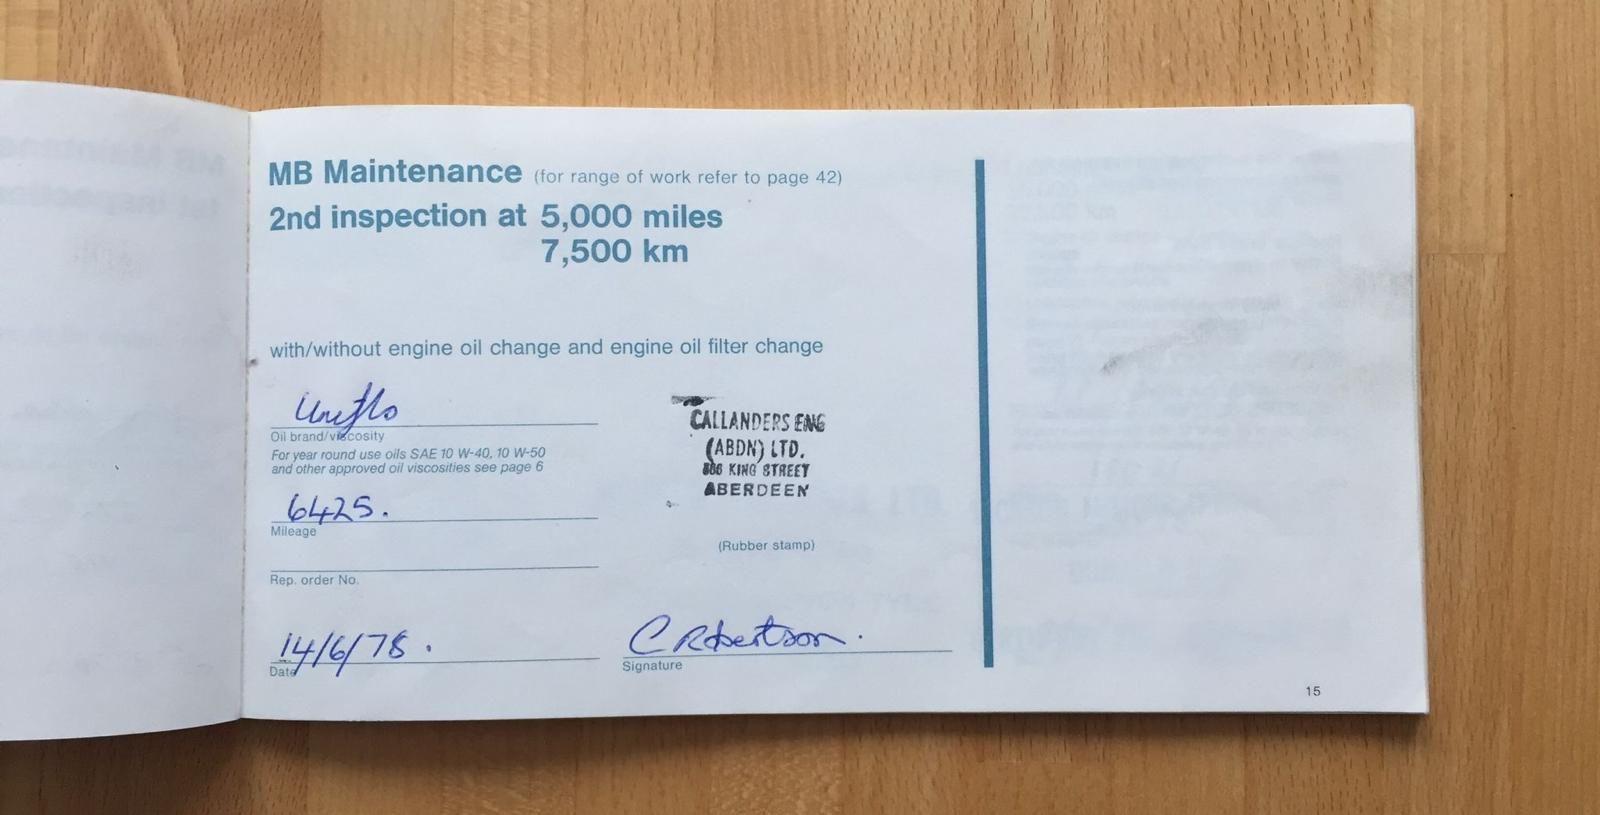 MB Maintenance (for range of work refer to page 42)
2nd inspection at 5,000 miles
7,500 km
with/without engine oil change and engine oil filter change
Uniflo
Oil brand/viscosity
For year round use oils SAE 10 W-40, 10 W-50
and other approved oil viscosities see page 6
6425.
Mileage
Rep. order No.
14/6/78.
Date
CALLANDERS ENG
(ABDN) LTD.
KING STREET
ABERDEEN
(Rubber stamp)
C Robertson.
Signature
15